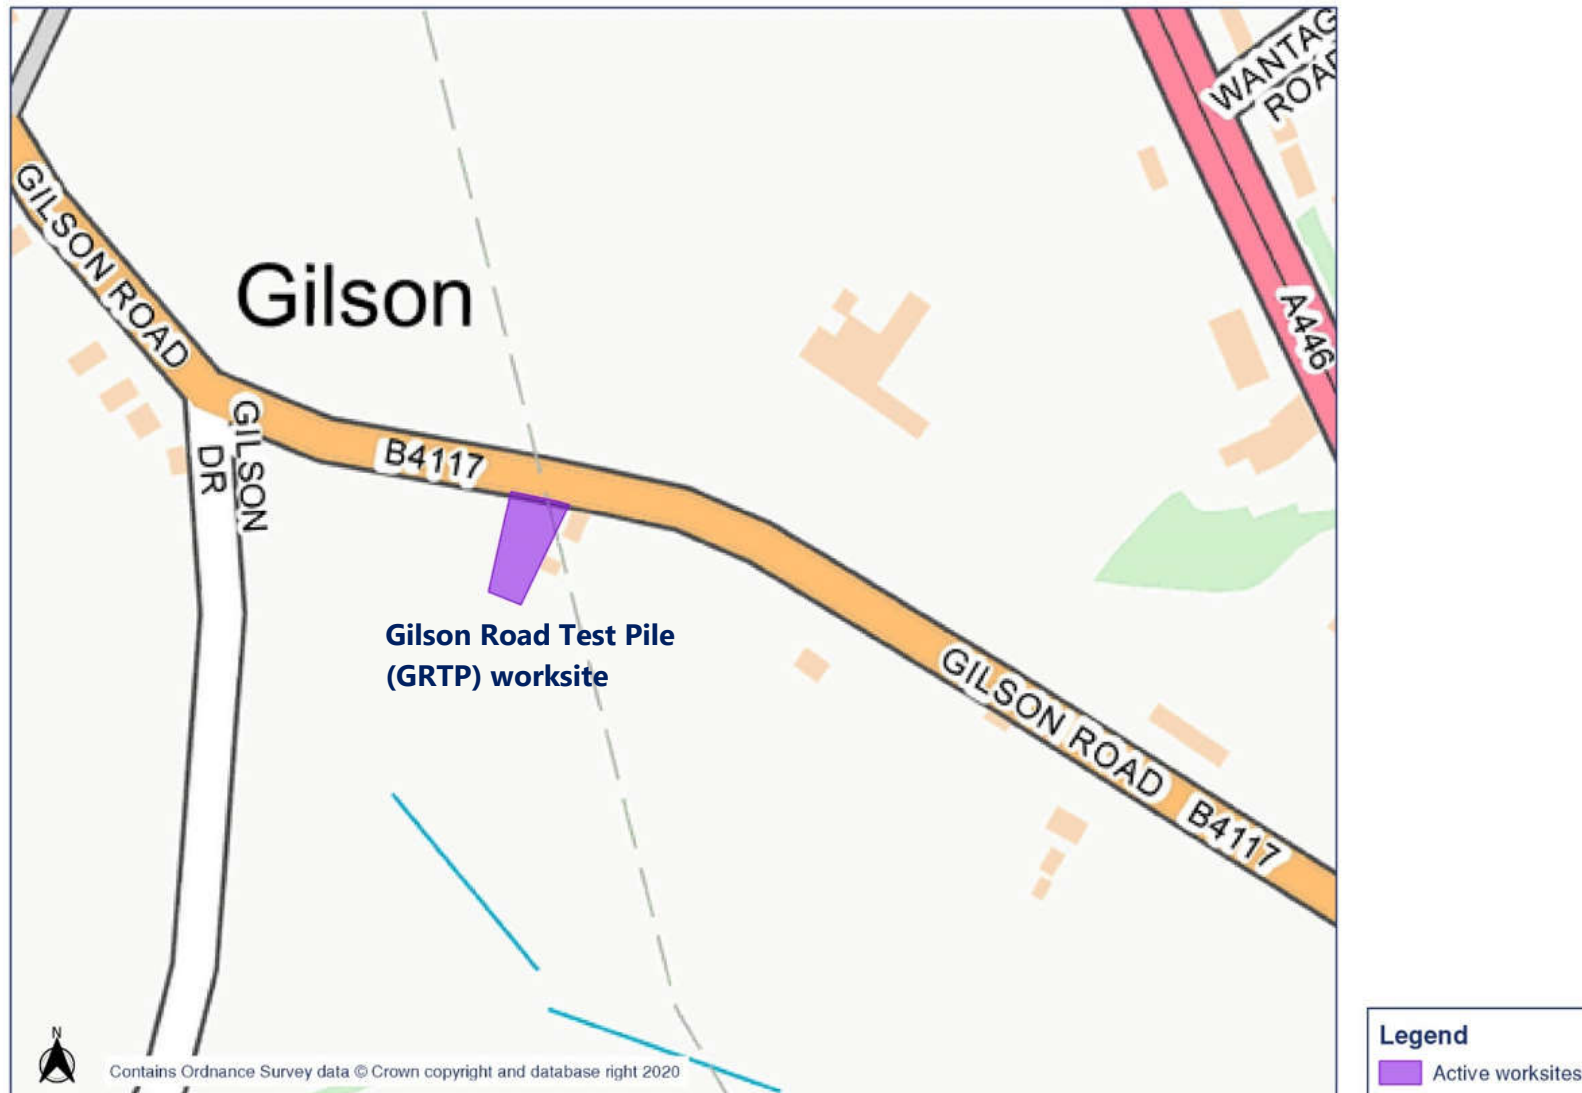 WANTAG
ROAD
GILSON ROAD
Gilson
A446
GILSON
DR
B4117
Gilson Road Test Pile
(GRTP) worksite
GILSON ROAD
B4117
N
Contains Ordnance Survey data © Crown copyright and database right 2020
Legend
Active worksites